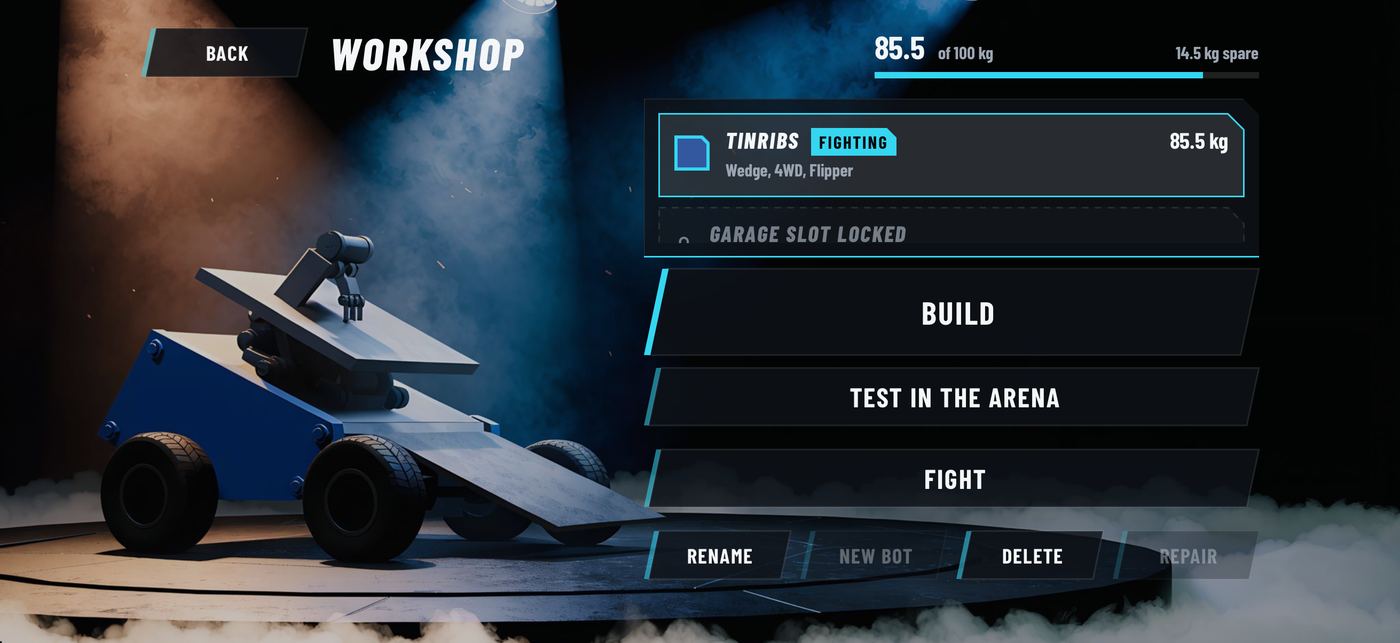 BACK
WORKSHOP
85.5 of 100 kg
14.5 kg spare
TINRIBS
FIGHTING
85.5 kg
Wedge, 4WD, Flipper
GARAGE SLOT LOCKED
BUILD
TEST IN THE ARENA
FIGHT
RENAME
NEW BOT
DELETE
REPAIR